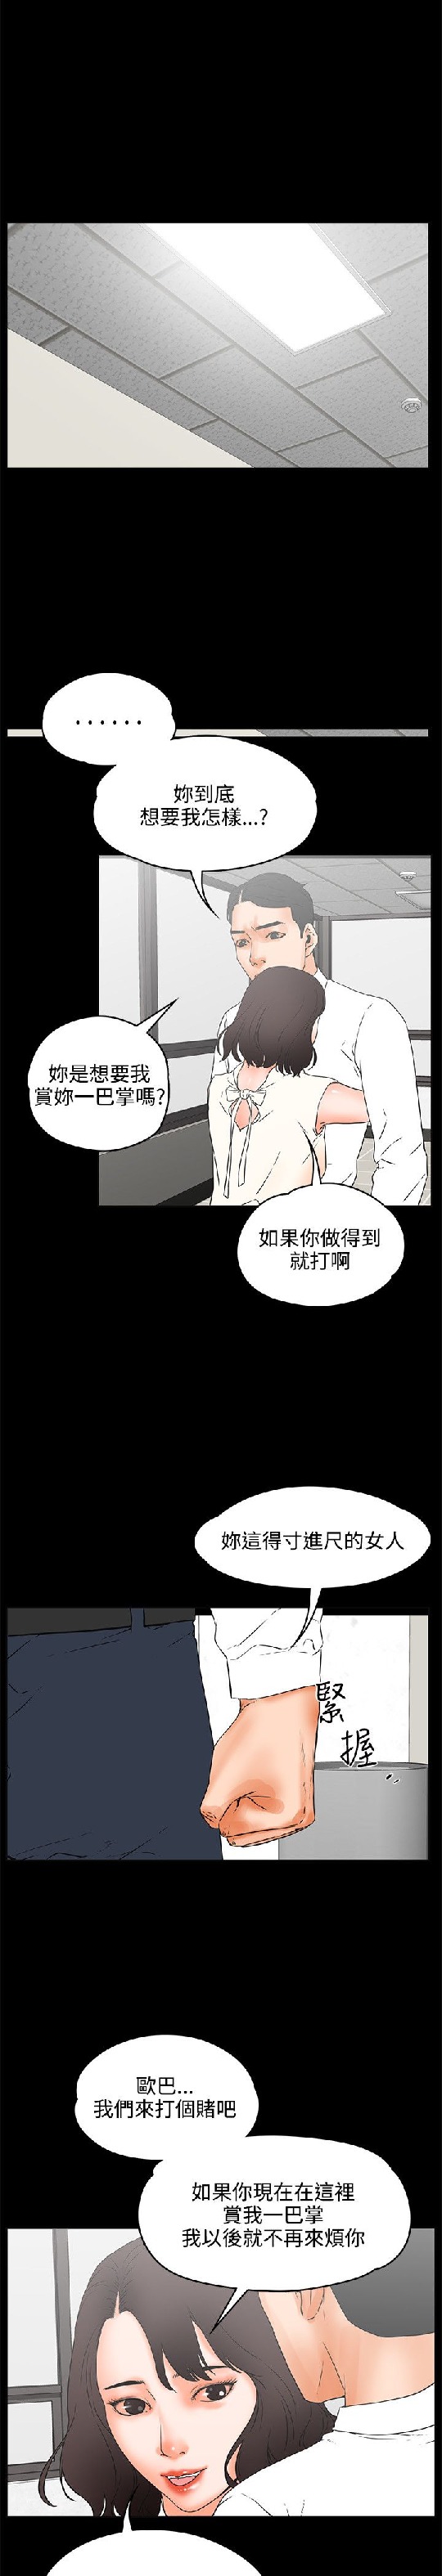 ......
妳到底
想要我怎樣...?
妳是想要我
賞妳一巴掌嗎?
如果你做得到
就打啊
妳這得寸進尺的女人
緊
握
歐巴...
我們來打個賭吧
如果你現在在這裡
賞我一巴掌
我以後就不再來煩你